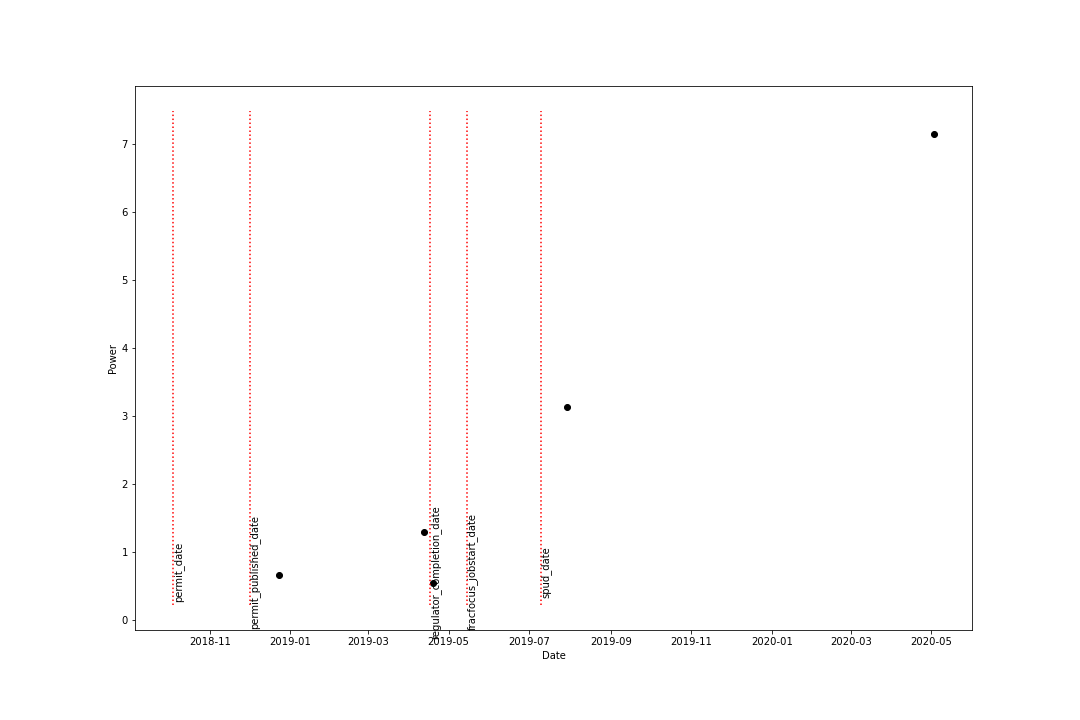 7
6
5
4
3
2
1
0
Power
permit_date
permit_published_date
regulator_completion_date
fracfocus_jobstart_date
spud_date
2018-11 2019-01 2019-03 2019-05 2019-07 2019-09 2019-11 2020-01 2020-03 2020-05
Date